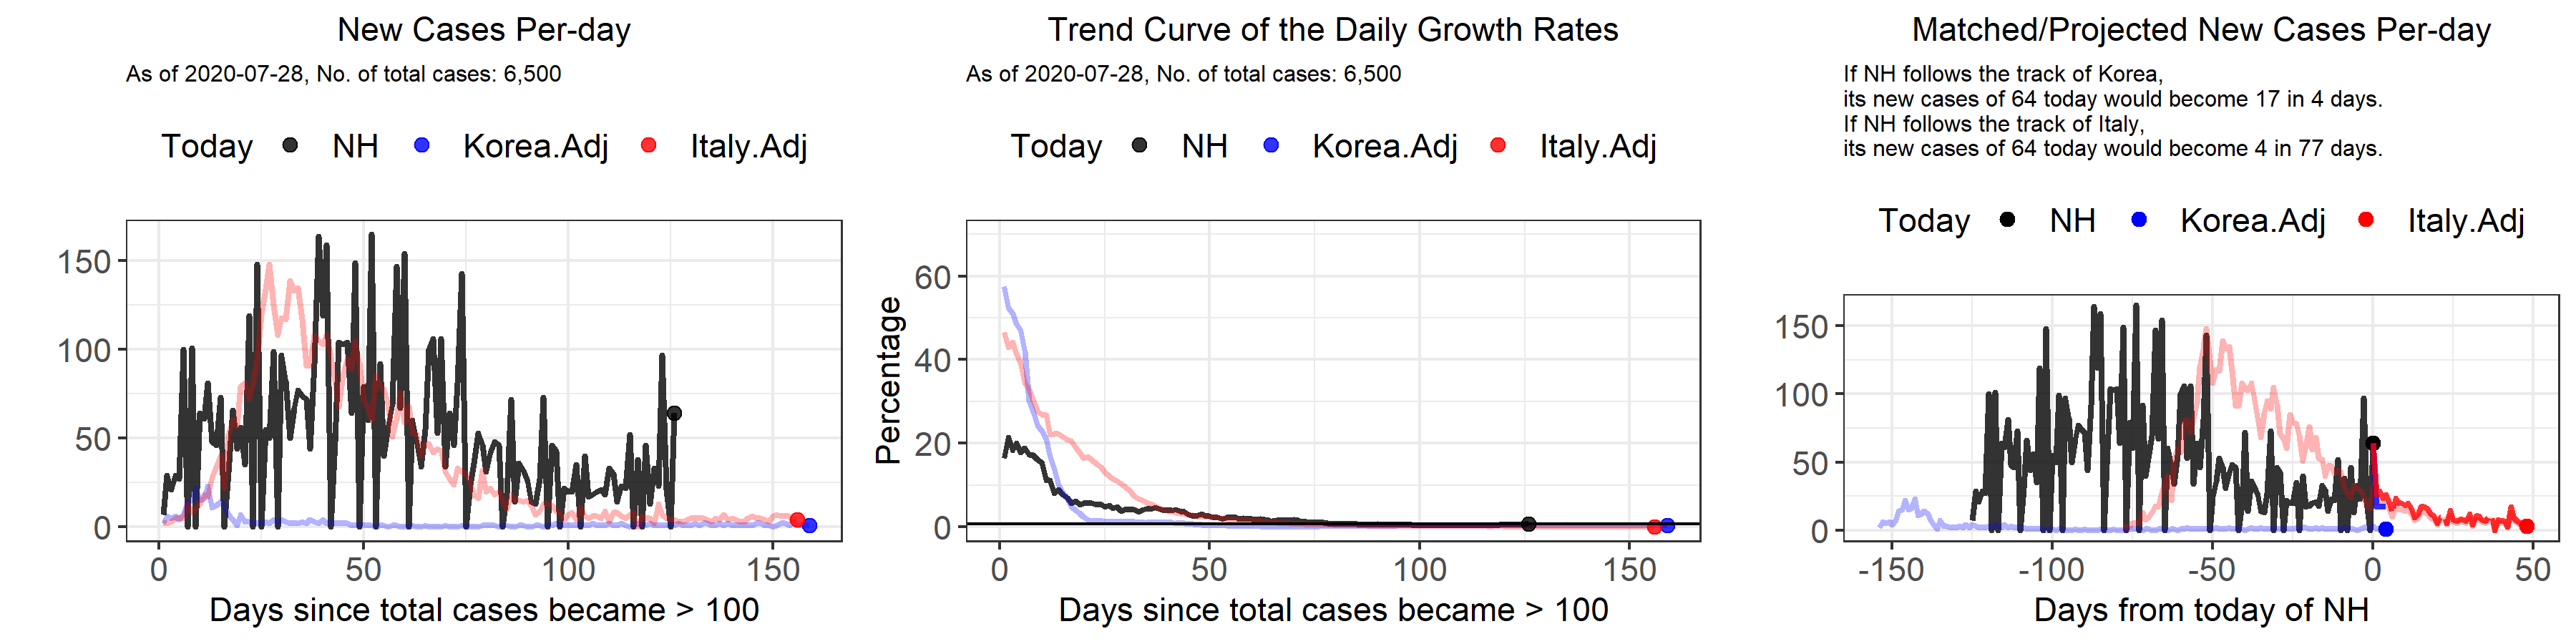 New Cases Per-day
As of 2020-07-28, No. of total cases: 6,500
Today NH Korea.Adj Italy.Adj
150
100
50
0
0 50 100 150
Days since total cases became > 100
Trend Curve of the Daily Growth Rates
As of 2020-07-28, No. of total cases: 6,500
Today NH Korea.Adj Italy.Adj
Percentage
60
40
20
0
0 50 100 150
Days since total cases became > 100
Matched/Projected New Cases Per-day
If NH follows the track of Korea,
its new cases of 64 today would become 17 in 4 days.
If NH follows the track of Italy,
its new cases of 64 today would become 4 in 77 days.
Today NH Korea.Adj Italy.Adj
150
100
50
0
-150 -100 -50 0 50
Days from today of NH